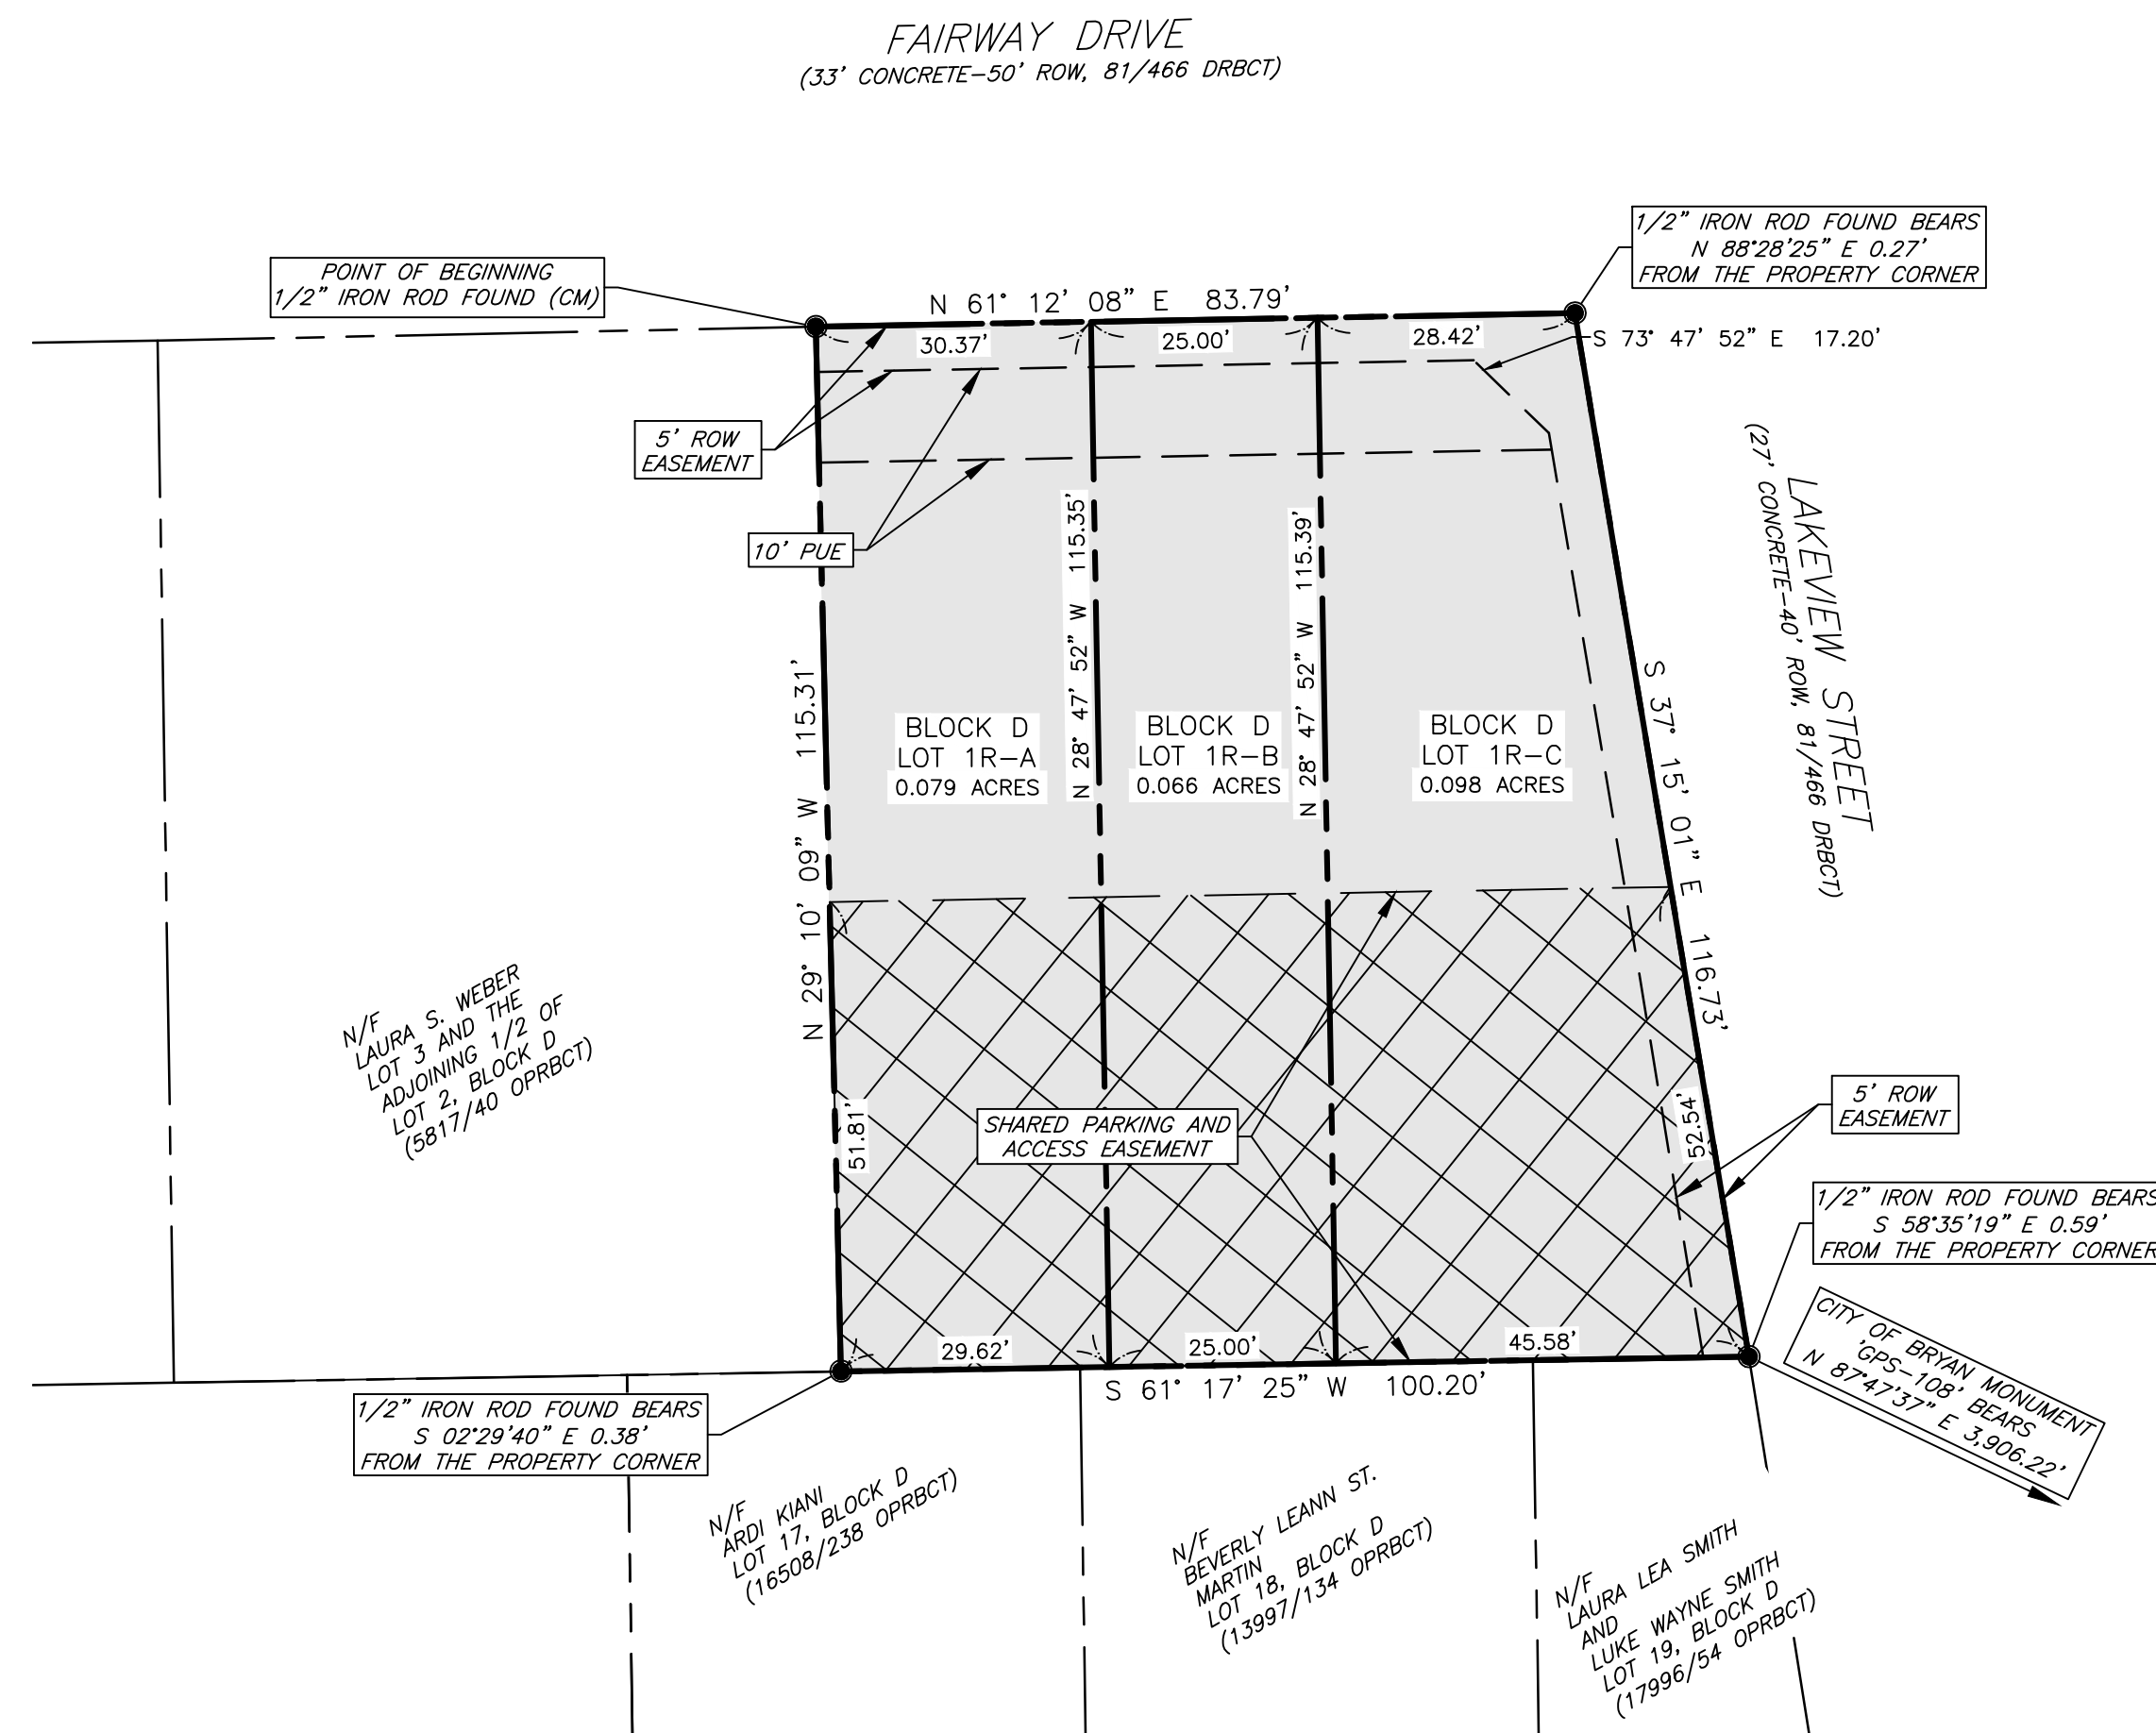 FAIRWAY DRIVE
(33' CONCRETE-50' ROW, 81/466 DRBCT)
1/2" IRON ROD FOUND BEARS
N 88°28'25" E 0.27'
FROM THE PROPERTY CORNER
POINT OF BEGINNING
1/2" IRON ROD FOUND (CM)
N 61° 12' 08" E 83.79'
30.37'
25.00'
28.42'
S 73° 47' 52" E 17.20'
5' ROW
EASEMENT
10' PUE
LAKEVIEW STREET
(27' CONCRETE-40' ROW, 81/466 DRBCT)
N 29° 10' 09" W 115.31'
N 28° 47' 52" W 115.35'
N 28° 47' 52" W 115.39'
S 37° 15' 01" E 116.73'
BLOCK D
LOT 1R-A
0.079 ACRES
BLOCK D
LOT 1R-B
0.066 ACRES
BLOCK D
LOT 1R-C
0.098 ACRES
N/F
LAURA S. WEBER
LOT 3 AND THE
ADJOINING 1/2 OF
LOT 2, BLOCK D
(5817/40 OPRBCT)
51.81'
SHARED PARKING AND
ACCESS EASEMENT
52.54'
5' ROW
EASEMENT
1/2" IRON ROD FOUND BEARS
S 58°35'19" E 0.59'
FROM THE PROPERTY CORNER
29.62'
25.00'
45.58'
S 61° 17' 25" W 100.20'
CITY OF BRYAN MONUMENT
'GPS-108' BEARS
N 87°47'37" E 3,906.22'
1/2" IRON ROD FOUND BEARS
S 02°29'40" E 0.38'
FROM THE PROPERTY CORNER
N/F
ARDI KIANI
LOT 17, BLOCK D
(16508/238 OPRBCT)
N/F
BEVERLY LEANN ST.
MARTIN
LOT 18, BLOCK D
(13997/134 OPRBCT)
N/F
LAURA LEA SMITH
AND
LUKE WAYNE SMITH
LOT 19, BLOCK D
(17996/54 OPRBCT)